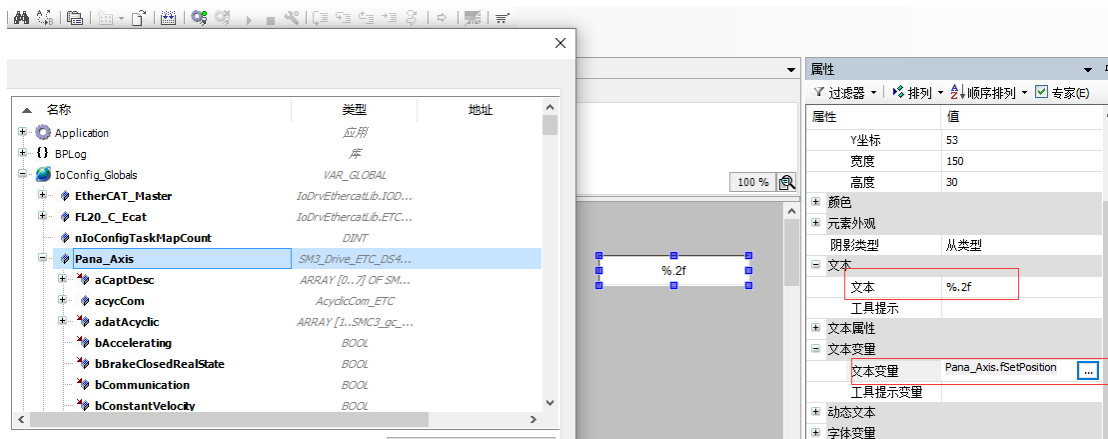 名称 类型 地址
Application 应用
BPLog 库
IoConfig_Globals VAR_GLOBAL
EtherCAT_Master IoDrvEthercatLib.IOD...
FL20_C_Ecat IoDrvEthercatLib.ETC...
nIoConfigTaskMapCount DINT
Pana_Axis SM3_Drive_ETC_DS4...
aCaptDesc ARRAY [0..7] OF SM...
acycCom AcyclicCom_ETC
adatAcyclic ARRAY [1..SMC3_gc_...
bAccelerating BOOL
bBrakeClosedRealState BOOL
bCommunication BOOL
bConstantVelocity BOOL
100 %
%.2f
属性
过滤器 排列 顺序排列 专家(E)
属性 值
Y坐标 53
宽度 150
高度 30
颜色
元素外观
阴影类型 从类型
文本
文本 %.2f
工具提示
文本属性
文本变量
文本变量 Pana_Axis.fSetPosition ...
工具提示变量
动态文本
字体变量